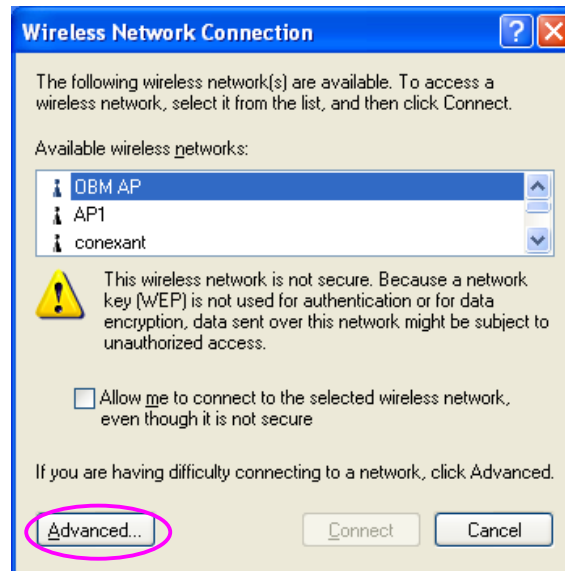 Wireless Network Connection
The following wireless network(s) are available. To access a
wireless network, select it from the list, and then click Connect.
Available wireless networks:
OBM AP
AP1
conexant
This wireless network is not secure. Because a network
key (WEP) is not used for authentication or for data
encryption, data sent over this network might be subject to
unauthorized access.
Allow me to connect to the selected wireless network,
even though it is not secure
If you are having difficulty connecting to a network, click Advanced.
Advanced... Connect Cancel